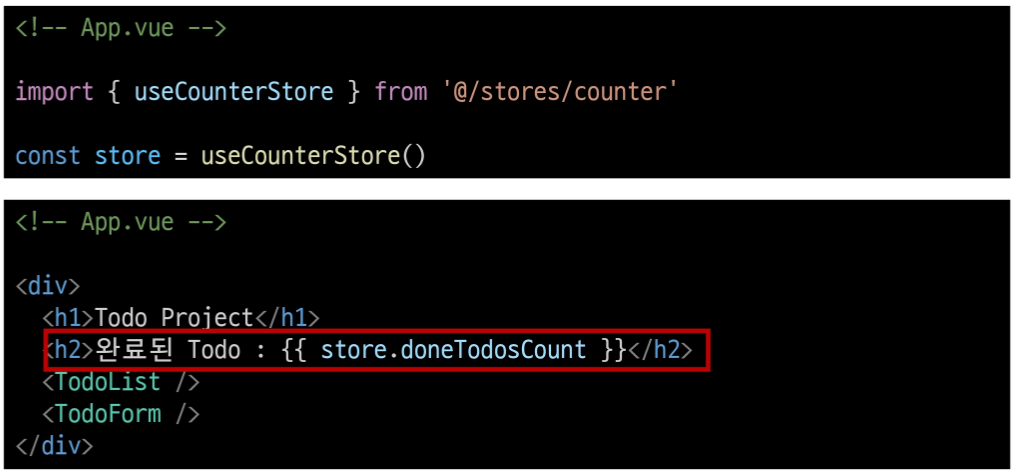 <!-- App.vue -->
import { useCounterStore } from '@/stores/counter'
const store = useCounterStore()
<!-- App.vue -->
<div>
<h1>Todo Project</h1>
<h2>완료된 Todo : {{ store.doneTodosCount }}</h2>
<TodoList />
<TodoForm />
</div>